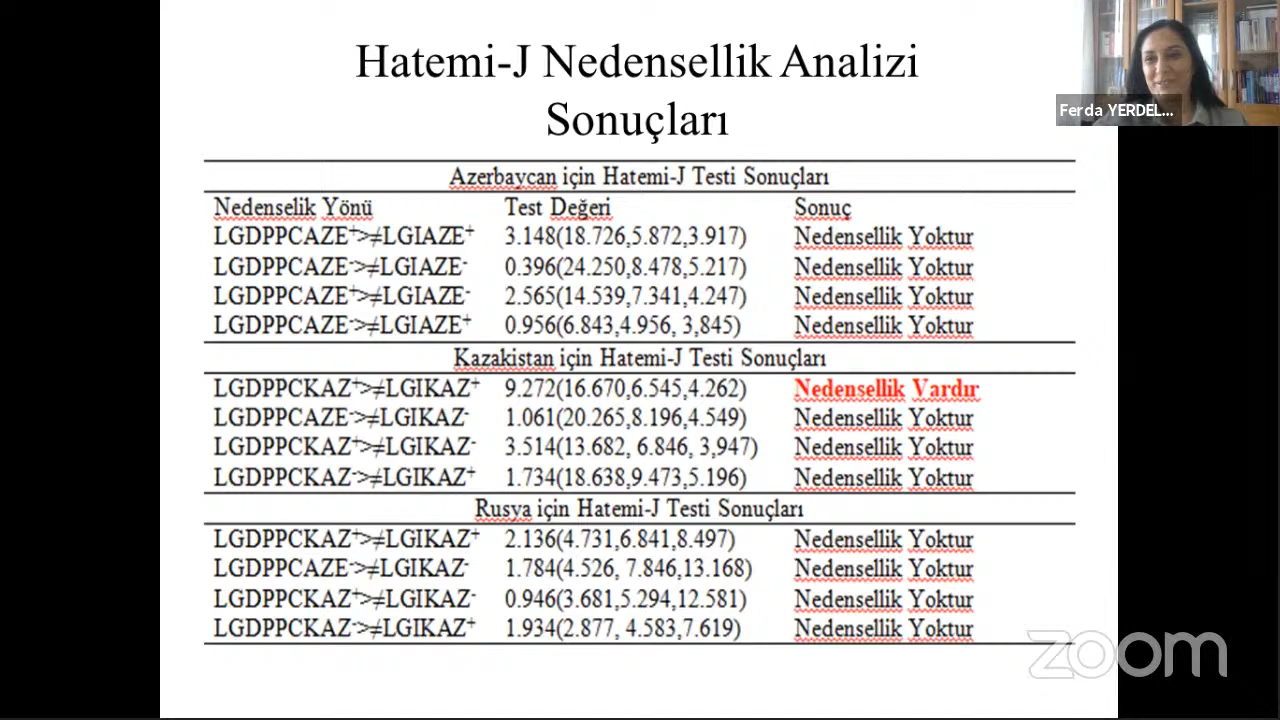 Hatemi-J Nedensellik Analizi
Sonuçları
Ferda YERDEL...
Azerbaycan için Hatemi-J Testi Sonuçları
Nedenselik Yönü Test Değeri Sonuç
LGDPPCAZE⁺>≠LGIAZE⁺ 3.148(18.726,5.872,3.917) Nedensellik Yoktur
LGDPPCAZE⁻>≠LGIAZE⁻ 0.396(24.250,8.478,5.217) Nedensellik Yoktur
LGDPPCAZE⁺>≠LGIAZE⁻ 2.565(14.539,7.341,4.247) Nedensellik Yoktur
LGDPPCAZE⁻>≠LGIAZE⁺ 0.956(6.843,4.956, 3,845) Nedensellik Yoktur
Kazakistan için Hatemi-J Testi Sonuçları
LGDPPCKAZ⁺>≠LGIKAZ⁺ 9.272(16.670,6.545,4.262) Nedensellik Vardır
LGDPPCAZE⁻>≠LGIKAZ⁻ 1.061(20.265,8.196,4.549) Nedensellik Yoktur
LGDPPCKAZ⁺>≠LGIKAZ⁻ 3.514(13.682, 6.846, 3,947) Nedensellik Yoktur
LGDPPCKAZ⁻>≠LGIKAZ⁺ 1.734(18.638,9.473,5.196) Nedensellik Yoktur
Rusya için Hatemi-J Testi Sonuçları
LGDPPCKAZ⁺>≠LGIKAZ⁺ 2.136(4.731,6.841,8.497) Nedensellik Yoktur
LGDPPCAZE⁻>≠LGIKAZ⁻ 1.784(4.526, 7.846,13.168) Nedensellik Yoktur
LGDPPCKAZ⁺>≠LGIKAZ⁻ 0.946(3.681,5.294,12.581) Nedensellik Yoktur
LGDPPCKAZ⁻>≠LGIKAZ⁺ 1.934(2.877, 4.583,7.619) Nedensellik Yoktur
zoom